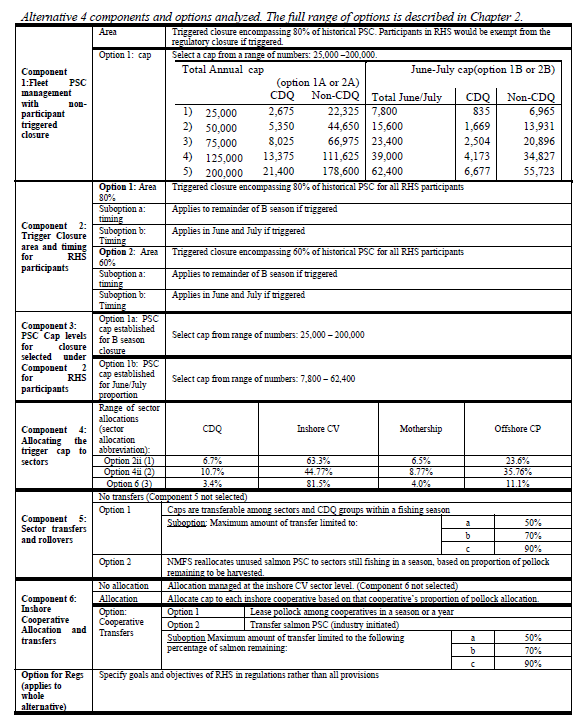 Alternative 4 components and options analyzed. The full range of options is described in Chapter 2.
Component 1:Fleet PSC management with non-participant triggered closure
Area
Triggered closure encompassing 80% of historical PSC. Participants in RHS would be exempt from the
regulatory closure if triggered.
Option 1: cap
Select a cap from a range of numbers: 25,000 –200,000.
Total Annual cap
June-July cap(option 1B or 2B)
(option 1A or 2A)
CDQ Non-CDQ Total June/July CDQ Non-CDQ
1) 25,000 2,675 22,325 7,800 835 6,965
2) 50,000 5,350 44,650 15,600 1,669 13,931
3) 75,000 8,025 66,975 23,400 2,504 20,896
4) 125,000 13,375 111,625 39,000 4,173 34,827
5) 200,000 21,400 178,600 62,400 6,677 55,723
Component 2:
Trigger Closure
area and timing
for RHS
participants
Option 1: Area
80%
Triggered closure encompassing 80% of historical PSC for all RHS participants
Suboption a:
timing
Applies to remainder of B season if triggered
Suboption b:
Timing
Applies in June and July if triggered
Option 2: Area
60%
Triggered closure encompassing 60% of historical PSC for all RHS participants
Suboption a:
timing
Applies to remainder of B season if triggered
Suboption b:
Timing
Applies in June and July if triggered
Component 3:
PSC Cap levels
for closure
selected under
Component 2
for RHS
participants
Option 1a: PSC
cap established
for B season
closure
Select cap from range of numbers: 25,000 – 200,000
Option 1b: PSC
cap established
for June/July
proportion
Select cap from range of numbers: 7,800 – 62,400
Component 4:
Allocating the
trigger cap to
sectors
Range of sector
allocations
(sector
allocation
abbreviation):
CDQ Inshore CV Mothership Offshore CP
Option 2ii (1) 6.7% 63.3% 6.5% 23.6%
Option 4ii (2) 10.7% 44.77% 8.77% 35.76%
Option 6 (3) 3.4% 81.5% 4.0% 11.1%
Component 5:
Sector transfers
and rollovers
No transfers (Component 5 not selected)
Option 1
Caps are transferable among sectors and CDQ groups within a fishing season
Suboption: Maximum amount of transfer limited to:
a 50%
b 70%
c 90%
Option 2
NMFS reallocates unused salmon PSC to sectors still fishing in a season, based on proportion of pollock
remaining to be harvested.
Component 6:
Inshore
Cooperative
Allocation and
transfers
No allocation
Allocation managed at the inshore CV sector level. (Component 6 not selected)
Allocation
Allocate cap to each inshore cooperative based on that cooperative's proportion of pollock allocation.
Option:
Cooperative
Transfers
Option 1 Lease pollock among cooperatives in a season or a year
Option 2 Transfer salmon PSC (industry initiated)
Suboption Maximum amount of transfer limited to the following
percentage of salmon remaining:
a 50%
b 70%
c 90%
Option for Regs
(applies to
whole
alternative)
Specify goals and objectives of RHS in regulations rather than all provisions